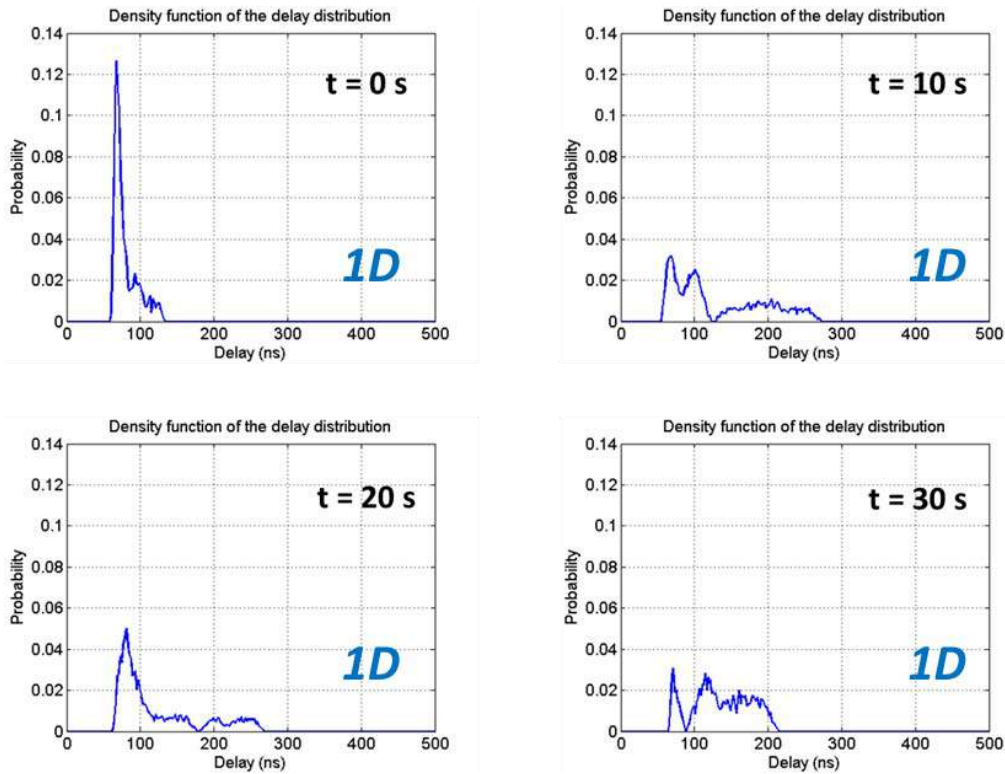 Density function of the delay distribution
0.14
0.12
0.1
0.08
0.06
0.04
0.02
0
Probability
t = 0 s
1D
0 100 200 300 400 500
Delay (ns)
Density function of the delay distribution
0.14
0.12
0.1
0.08
0.06
0.04
0.02
0
Probability
t = 10 s
1D
0 100 200 300 400 500
Delay (ns)
Density function of the delay distribution
0.14
0.12
0.1
0.08
0.06
0.04
0.02
0
Probability
t = 20 s
1D
0 100 200 300 400 500
Delay (ns)
Density function of the delay distribution
0.14
0.12
0.1
0.08
0.06
0.04
0.02
0
Probability
t = 30 s
1D
0 100 200 300 400 500
Delay (ns)